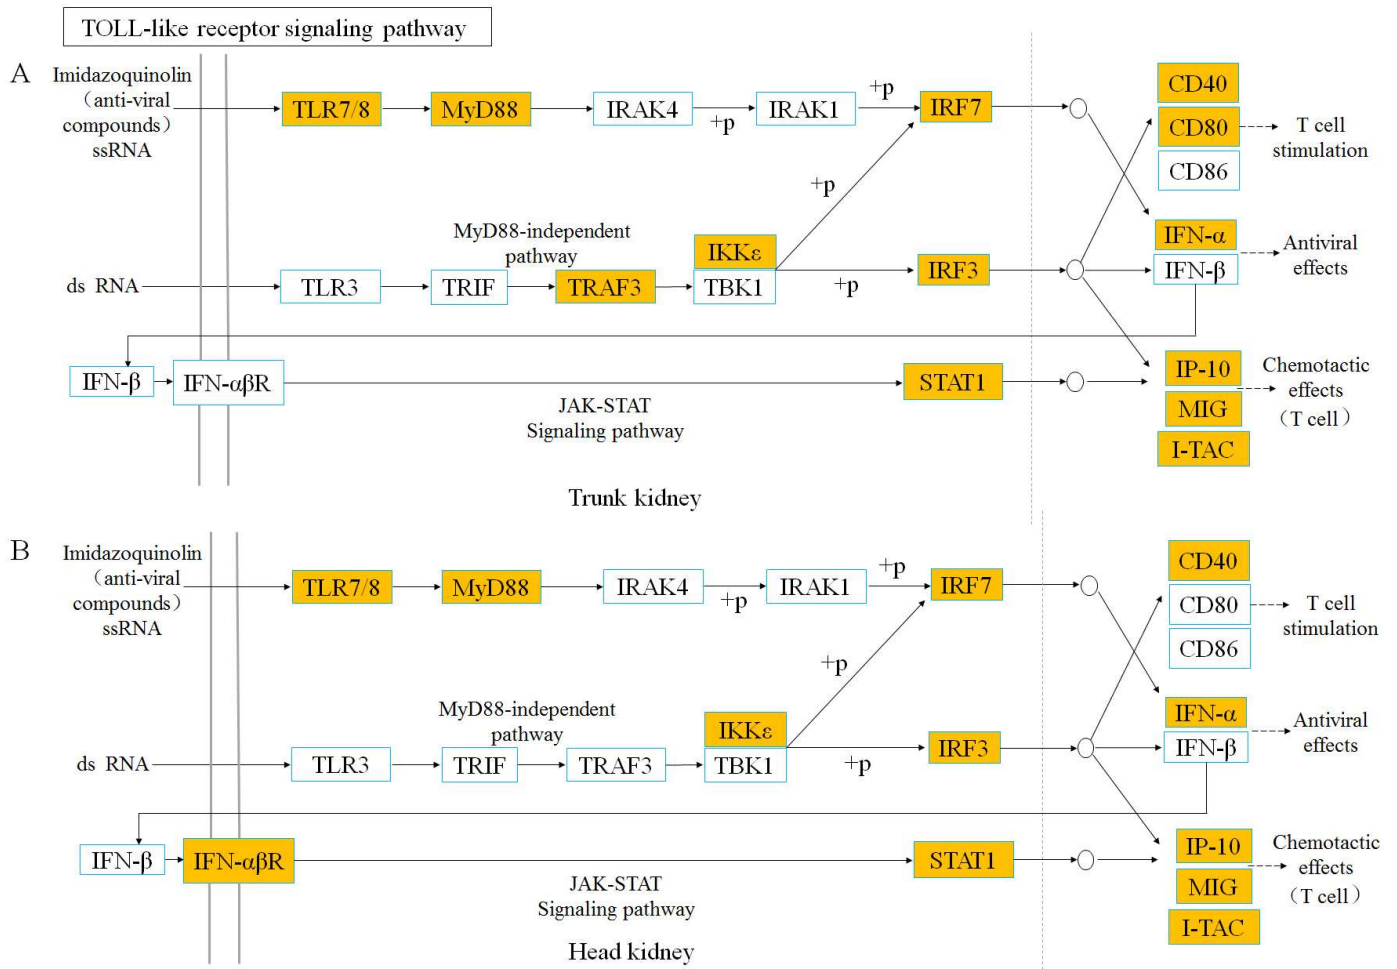 TOLL-like receptor signaling pathway
A
Imidazoquinolin
（anti-viral
compounds）
ssRNA
TLR7/8
MyD88
IRAK4
+p
IRAK1
+p
IRF7
CD40
CD80
CD86
T cell
stimulation
+p
MyD88-independent
pathway
ds RNA
TLR3
TRIF
TRAF3
IKKε
TBK1
+p
IRF3
IFN-α
IFN-β
Antiviral
effects
IFN-β
IFN-αβR
JAK-STAT
Signaling pathway
STAT1
IP-10
MIG
I-TAC
Chemotactic
effects
（T cell）
Trunk kidney
B
Imidazoquinolin
（anti-viral
compounds）
ssRNA
TLR7/8
MyD88
IRAK4
+p
IRAK1
+p
IRF7
CD40
CD80
CD86
T cell
stimulation
+p
MyD88-independent
pathway
ds RNA
TLR3
TRIF
TRAF3
IKKε
TBK1
+p
IRF3
IFN-α
IFN-β
Antiviral
effects
IFN-β
IFN-αβR
JAK-STAT
Signaling pathway
STAT1
IP-10
MIG
I-TAC
Chemotactic
effects
（T cell）
Head kidney